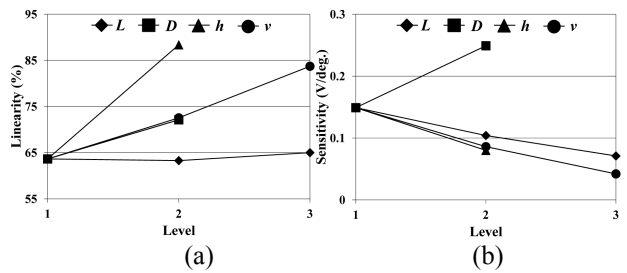 L D h v
Linearity (%)
95
85
75
65
55
1 2 3
Level
(a)
L D h v
Sensitivity (V/deg.)
0.3
0.2
0.1
0
1 2 3
Level
(b)